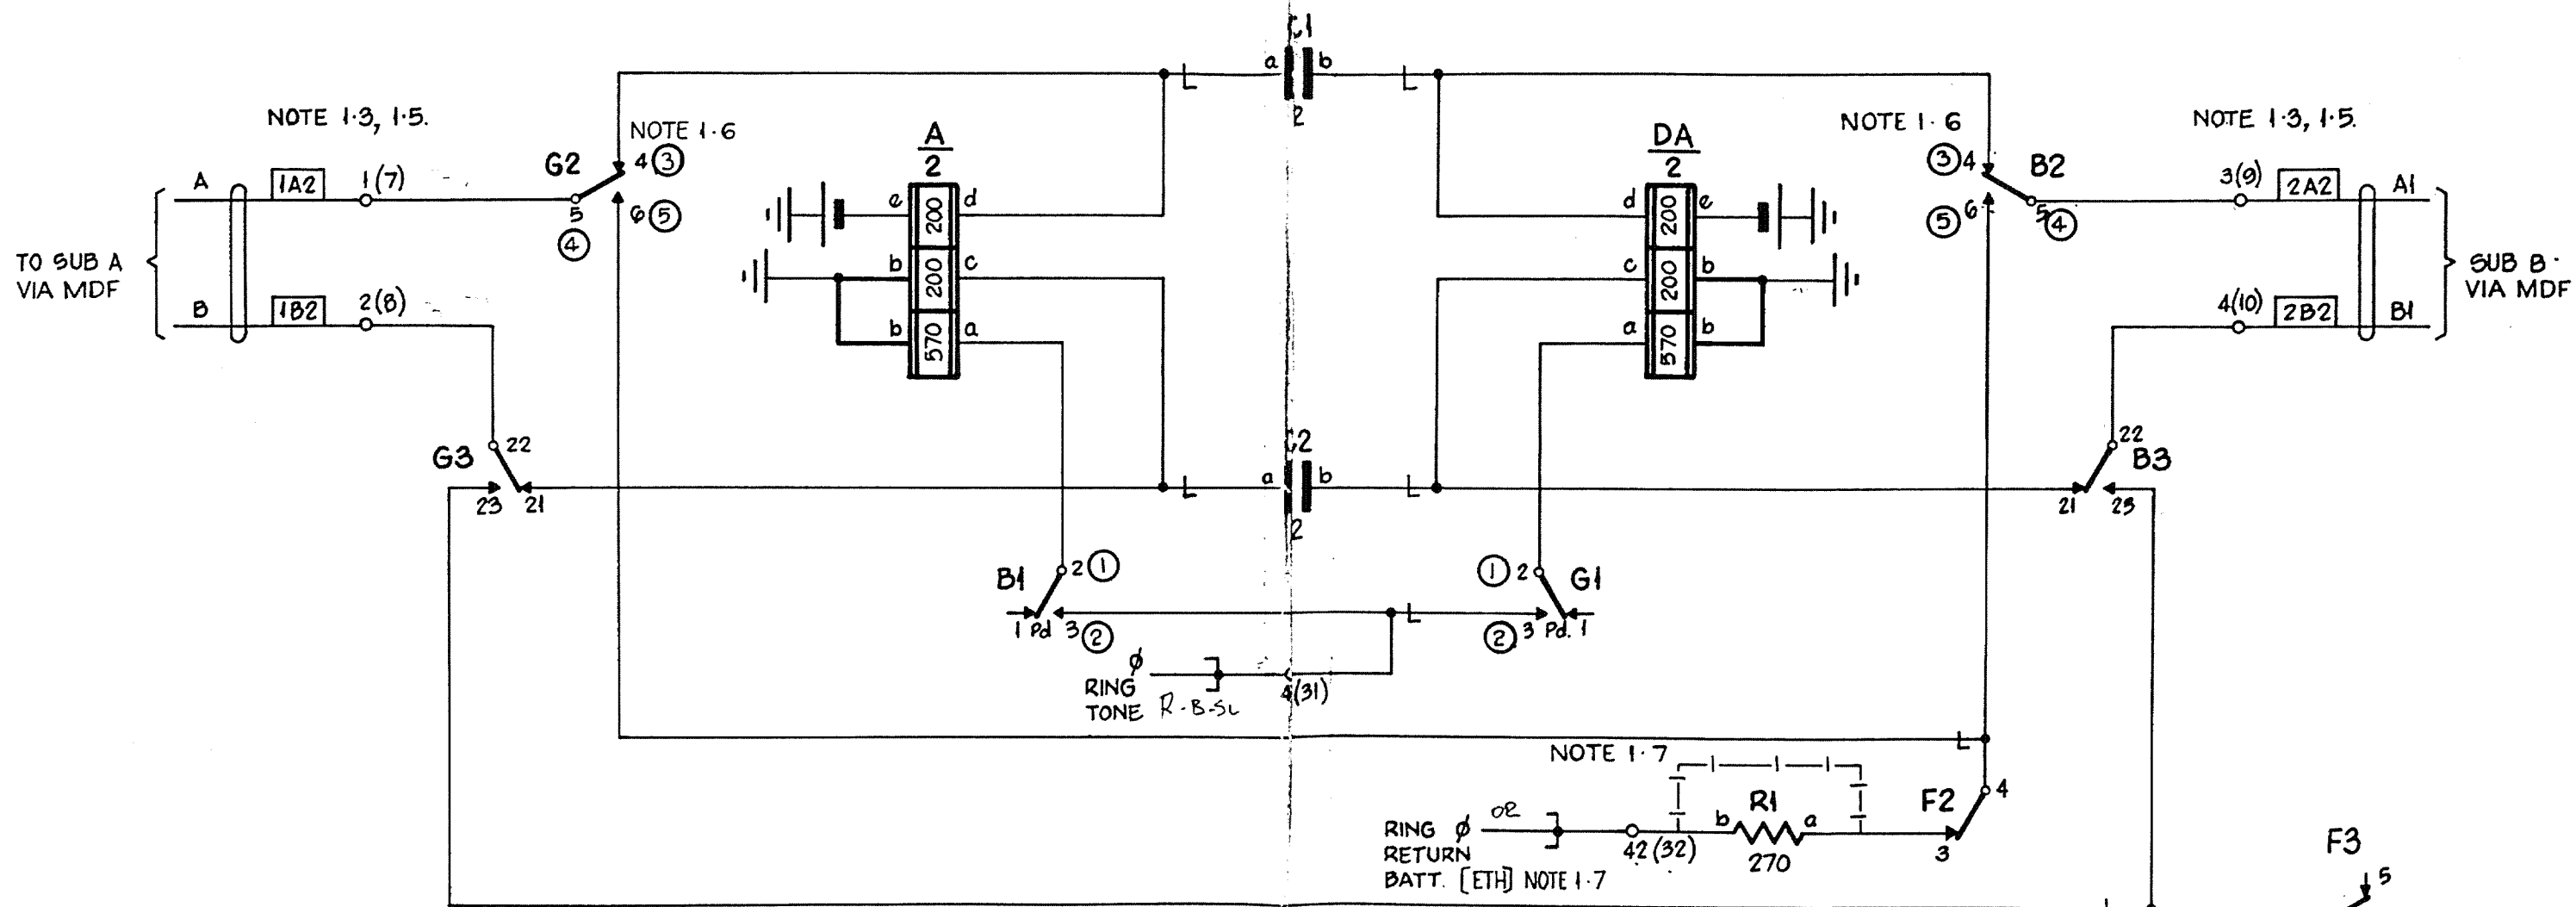 C1
a b
2
NOTE 1·3, 1·5.
NOTE 1·6
A
2
DA
2
NOTE 1·6
NOTE 1·3, 1·5.
A
1A2
1(7)
G2
4 3
5
4
6 5
e 200 d
b 200 c
b 570 a
d 200 e
c 200 b
a 570 b
3 4
B2
5 6
5 4
3(9)
2A2
A1
TO SUB A
VIA MDF
B
1B2
2(8)
4(10)
2B2
B1
SUB B·
VIA MDF
G3
22
23 21
C2
a b
2
22
B3
21 23
B1
2 1
1 Pd 3 2
1 2
G1
2 3 Pd. 1
Ø
RING
TONE R-B-SL
4(31)
NOTE 1·7
RING Ø
RETURN
BATT. [ETH] NOTE 1·7
42(32)
b R1 a
270
F2
4
3
F3
5